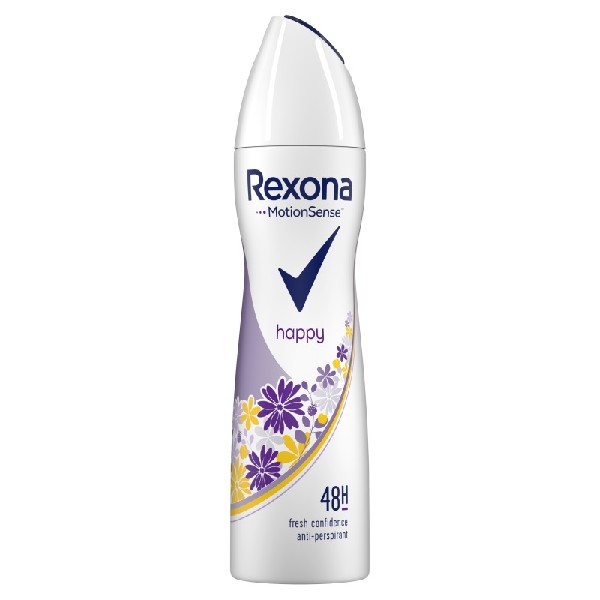 Rexona
MotionSense™
happy
48H
fresh confidence
anti-perspirant